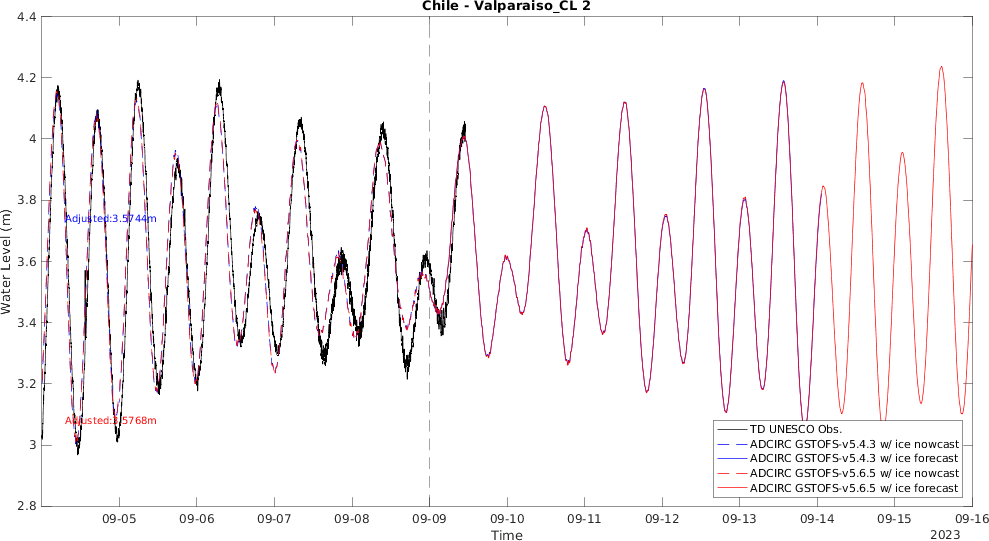 Chile - Valparaiso_CL 2
4.4
4.2
4
3.8
3.6
3.4
3.2
3
2.8
Water Level (m)
Adjusted:3.5744m
Adjusted:3.5768m
TD UNESCO Obs.
ADCIRC GSTOFS-v5.4.3 w/ ice nowcast
ADCIRC GSTOFS-v5.4.3 w/ ice forecast
ADCIRC GSTOFS-v5.6.5 w/ ice nowcast
ADCIRC GSTOFS-v5.6.5 w/ ice forecast
09-05 09-06 09-07 09-08 09-09 09-10 09-11 09-12 09-13 09-14 09-15 09-16
Time
2023